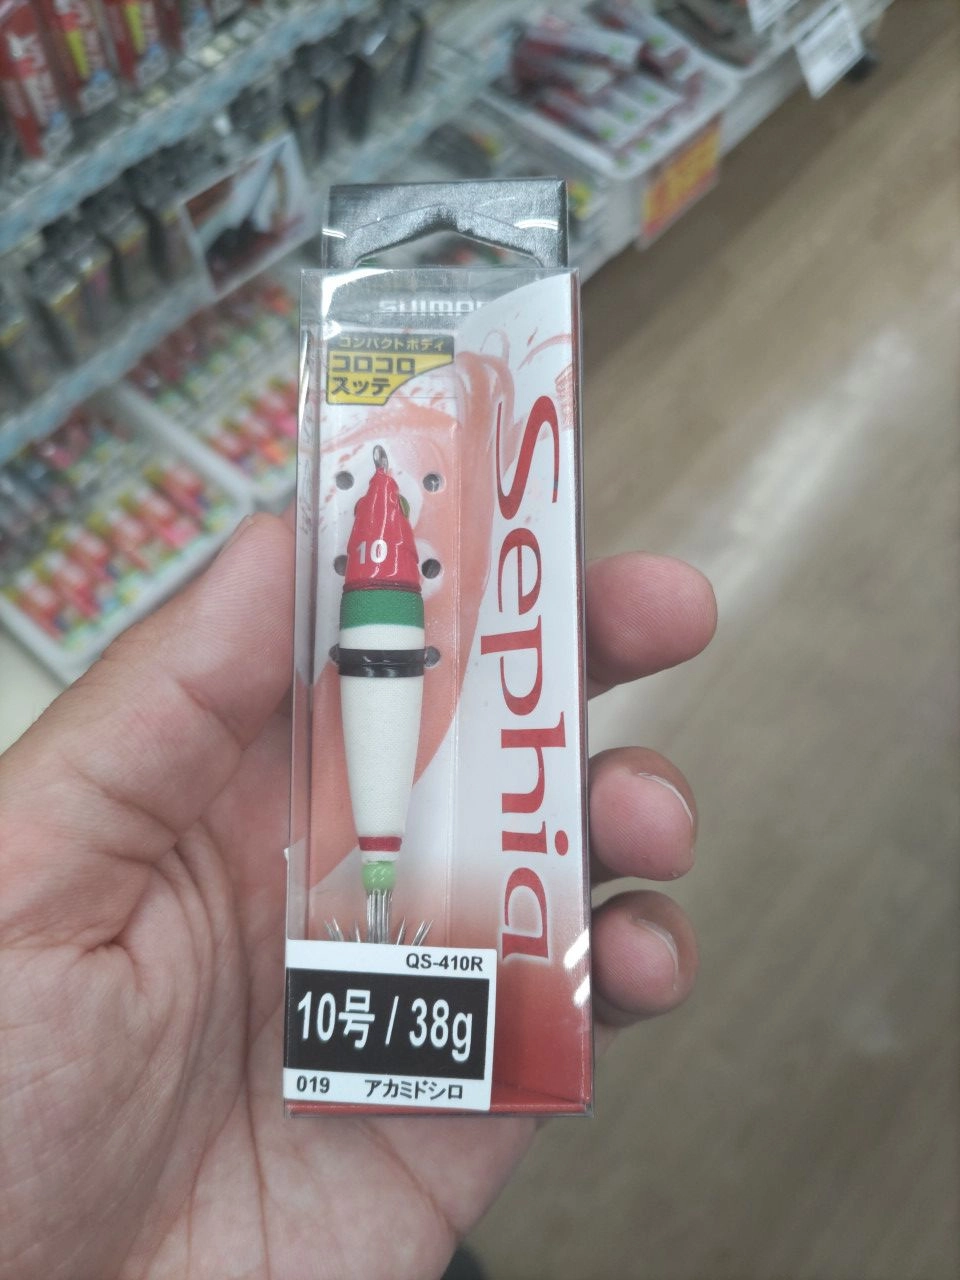 コンパクトボディ
コロコロ
スッテ
10
Sephia
QS-410R
10号 / 38g
019 アカミドシロ